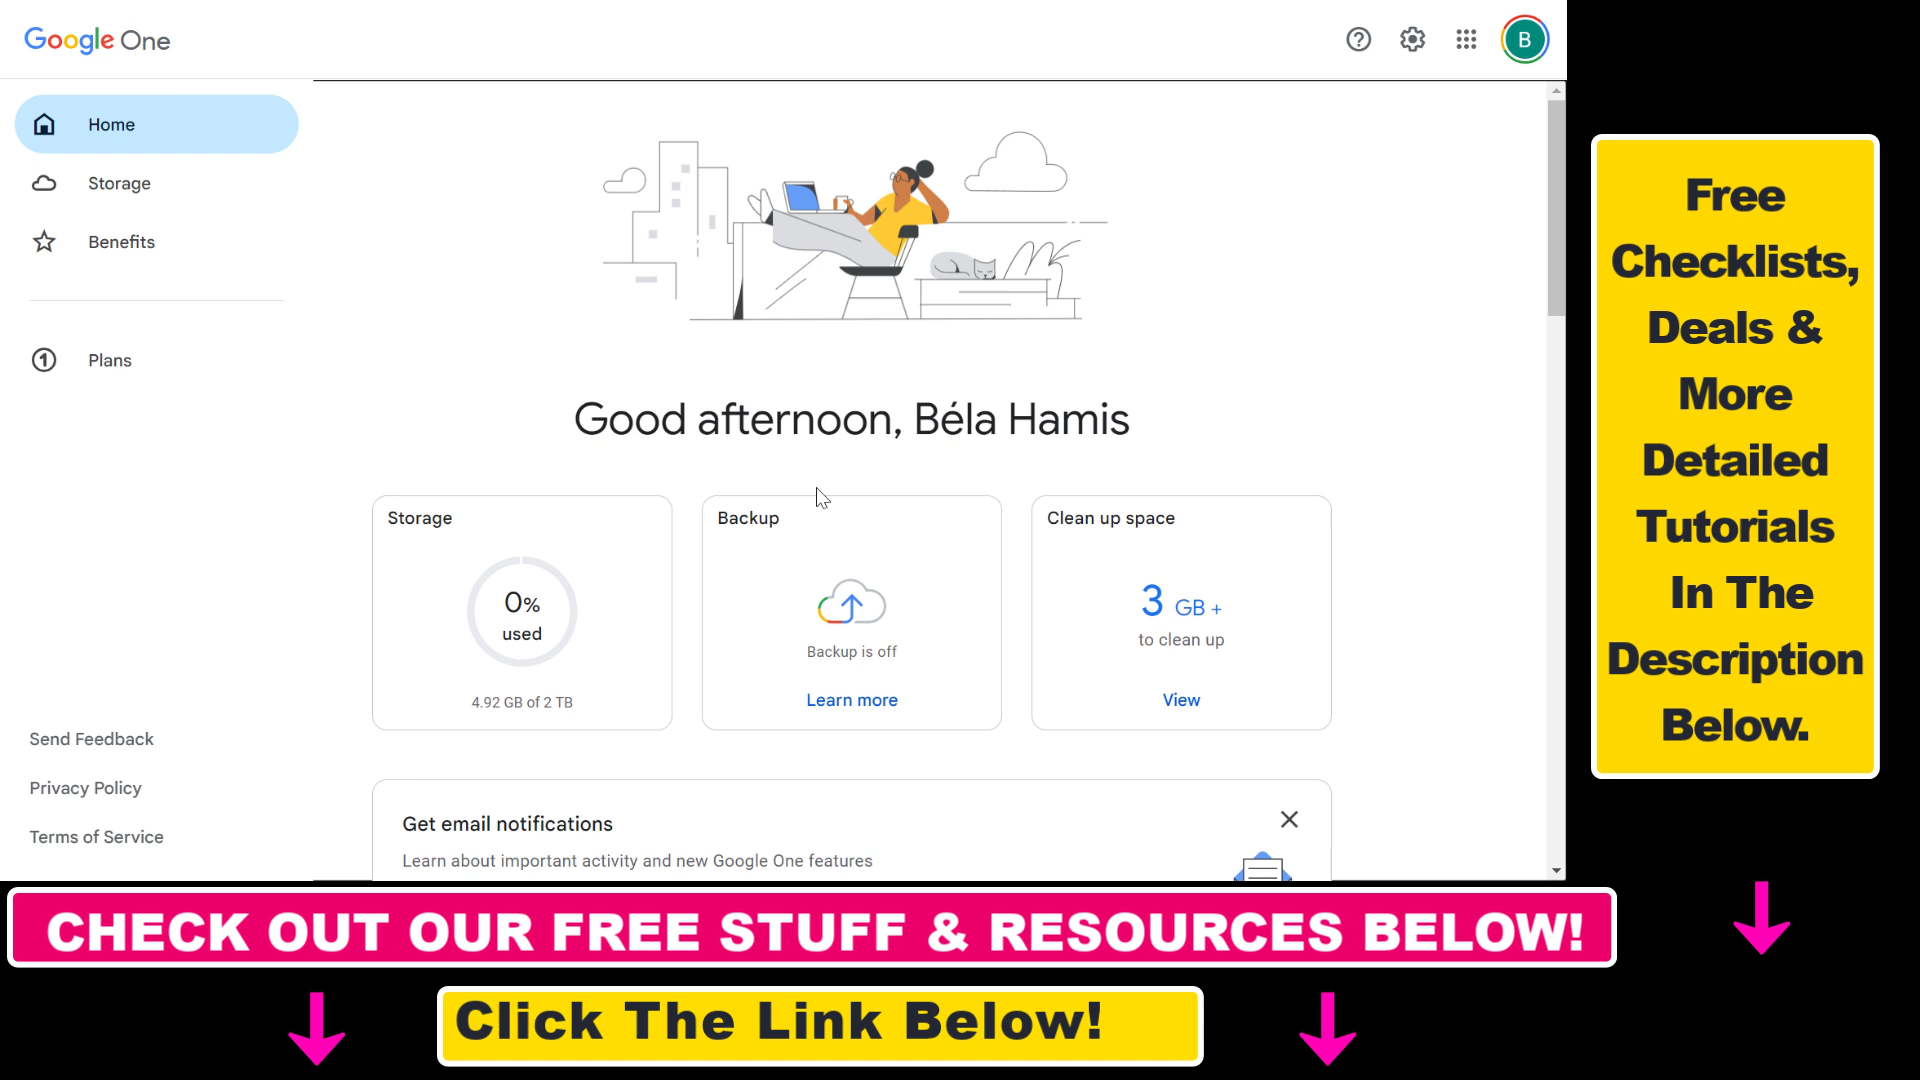 Google One
B
Home
Storage
Benefits
1 Plans
Good afternoon, Béla Hamis
Storage
0% used
4.92 GB of 2 TB
Backup
Backup is off
Learn more
Clean up space
3 GB +
to clean up
View
Get email notifications
Learn about important activity and new Google One features
Send Feedback
Privacy Policy
Terms of Service
Free
Checklists,
Deals &
More
Detailed
Tutorials
In The
Description
Below.
CHECK OUT OUR FREE STUFF & RESOURCES BELOW!
Click The Link Below!